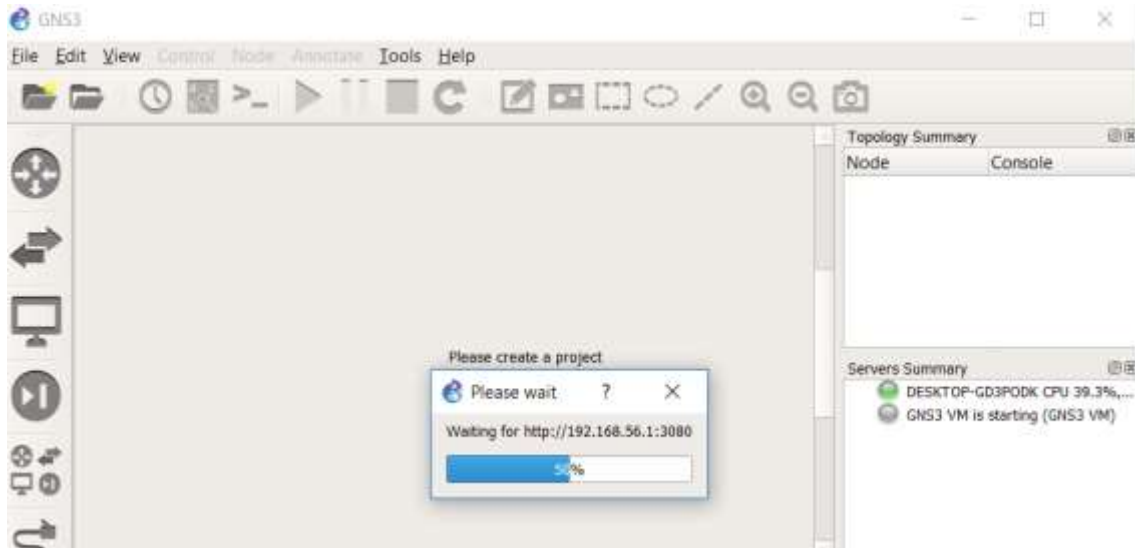 GNS3
File Edit View Control Node Annotate Tools Help
Topology Summary
Node Console
Please create a project
Please wait ? ×
Waiting for http://192.168.56.1:3080
50%
Servers Summary
DESKTOP-GD3PODK CPU 39.3%,...
GNS3 VM is starting (GNS3 VM)